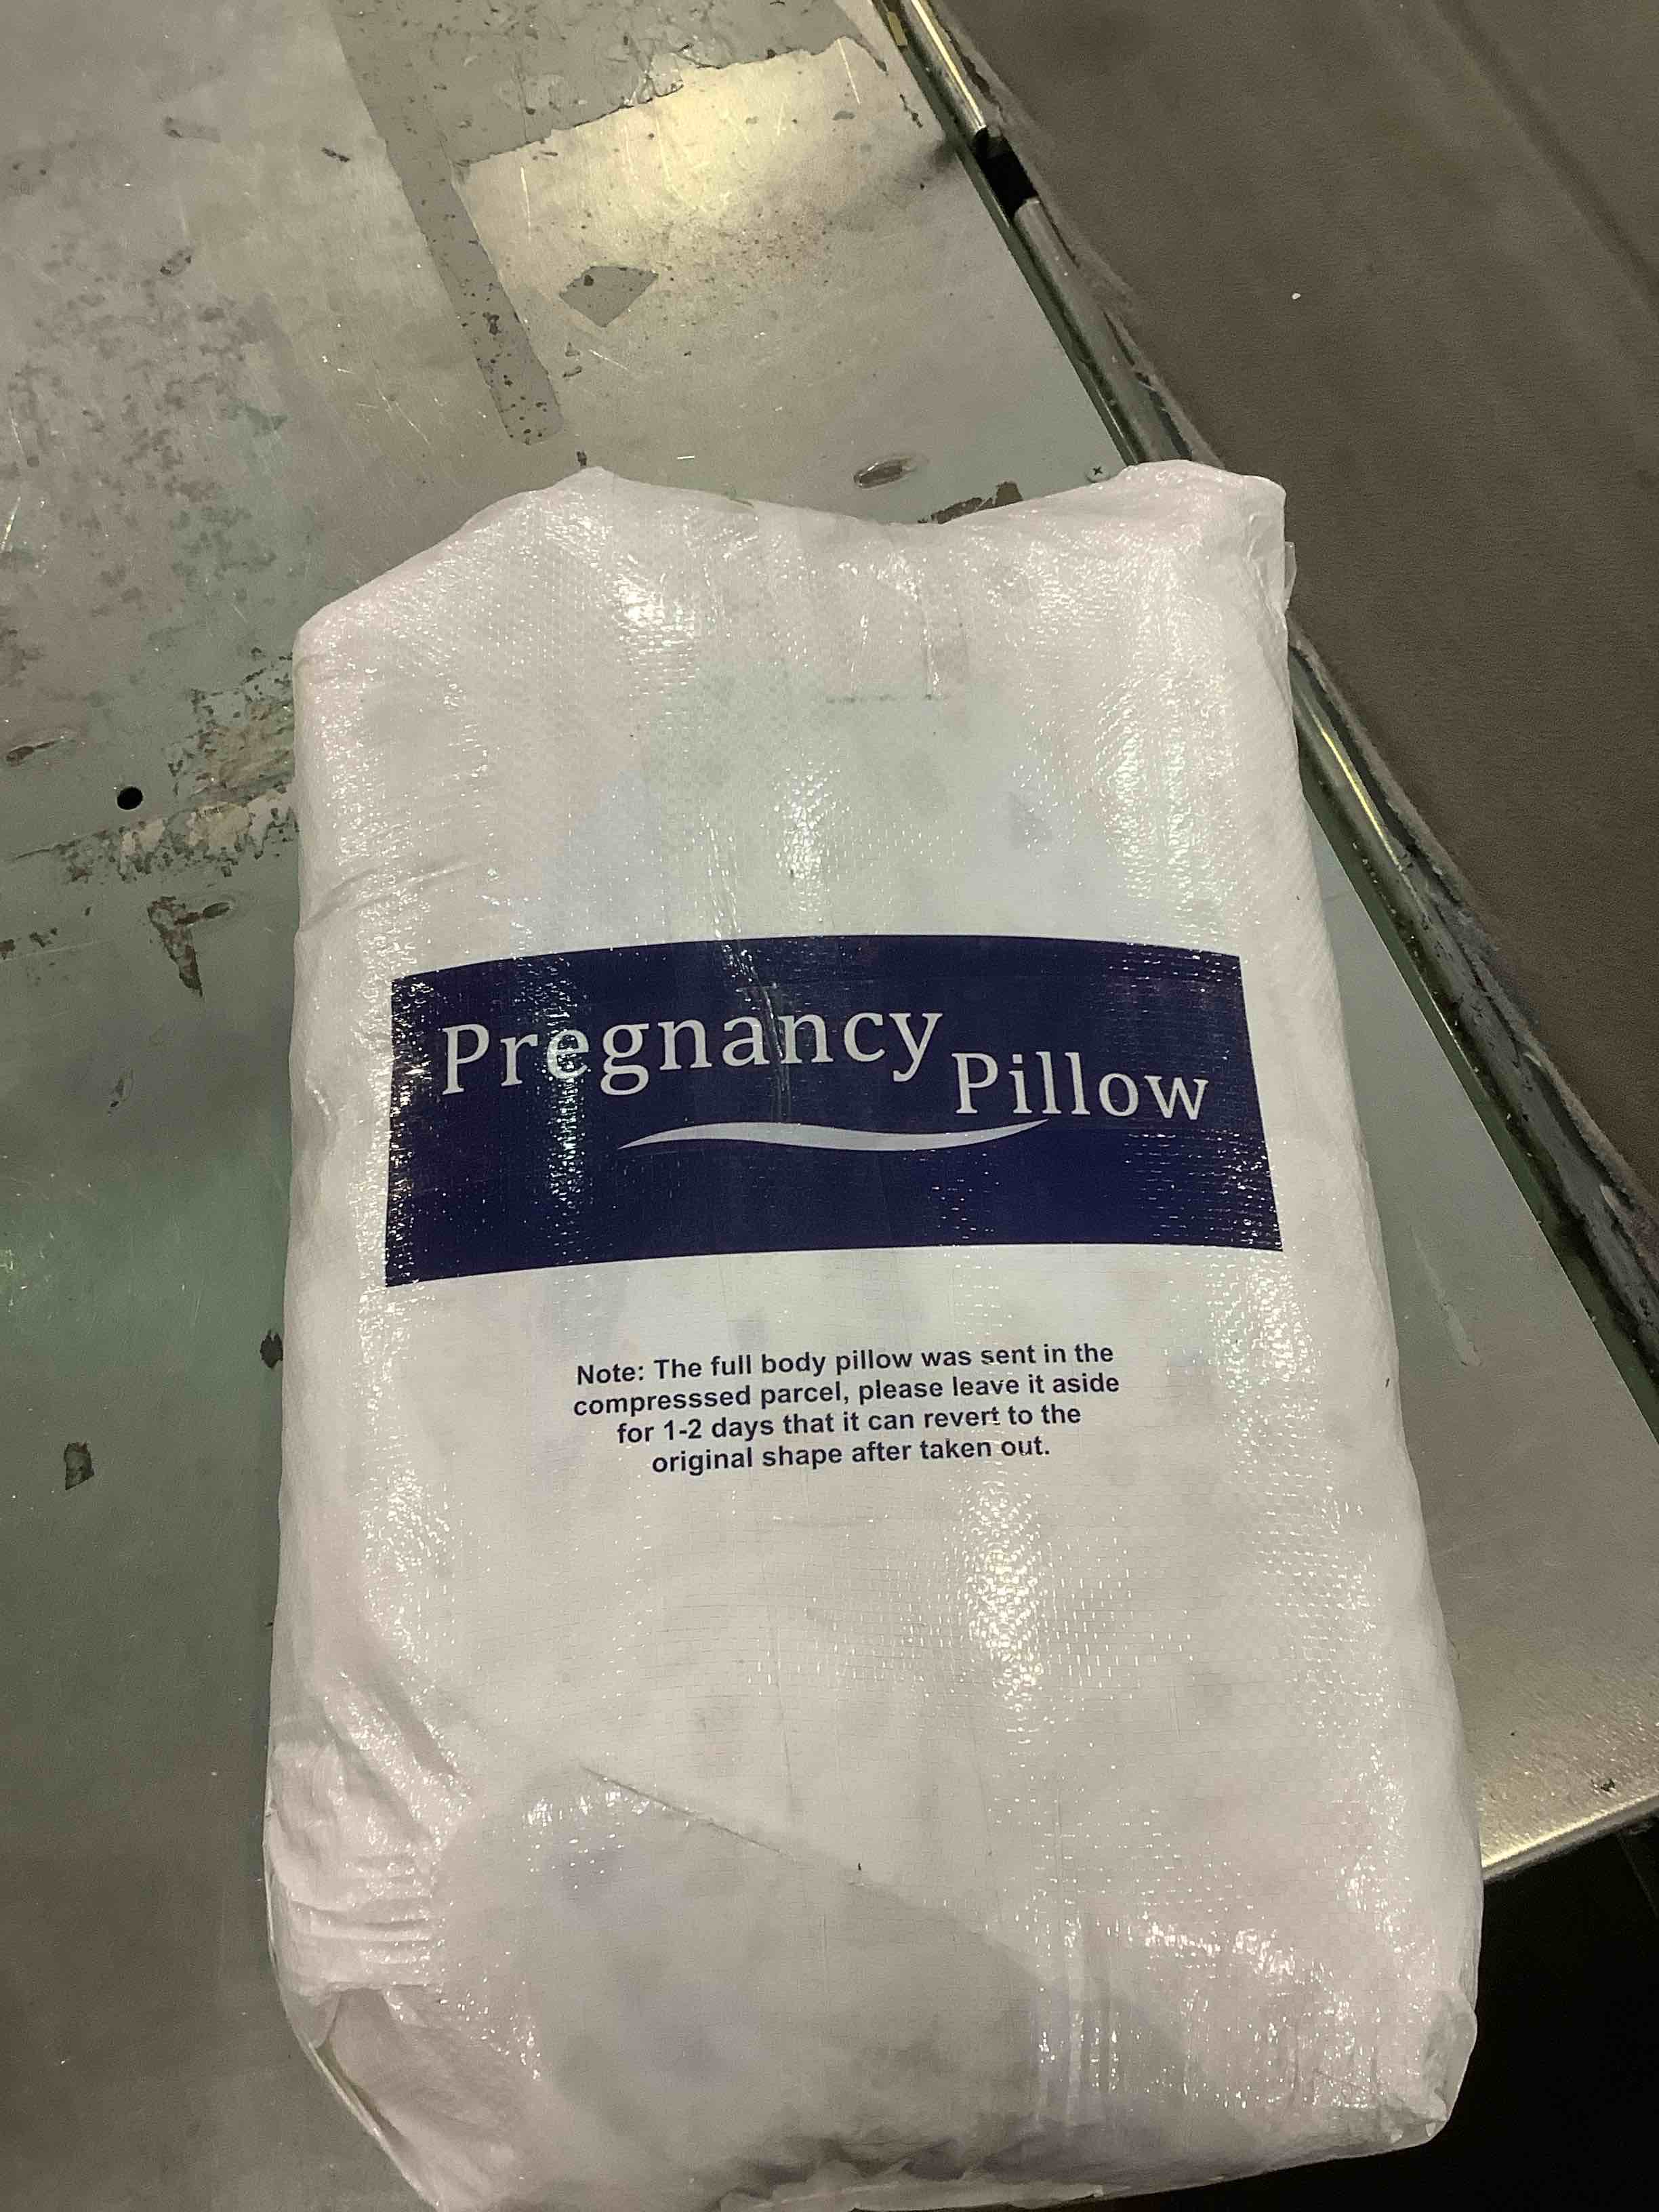 Pregnancy Pillow
Note: The full body pillow was sent in the
compresssed parcel, please leave it aside
for 1-2 days that it can revert to the
original shape after taken out.